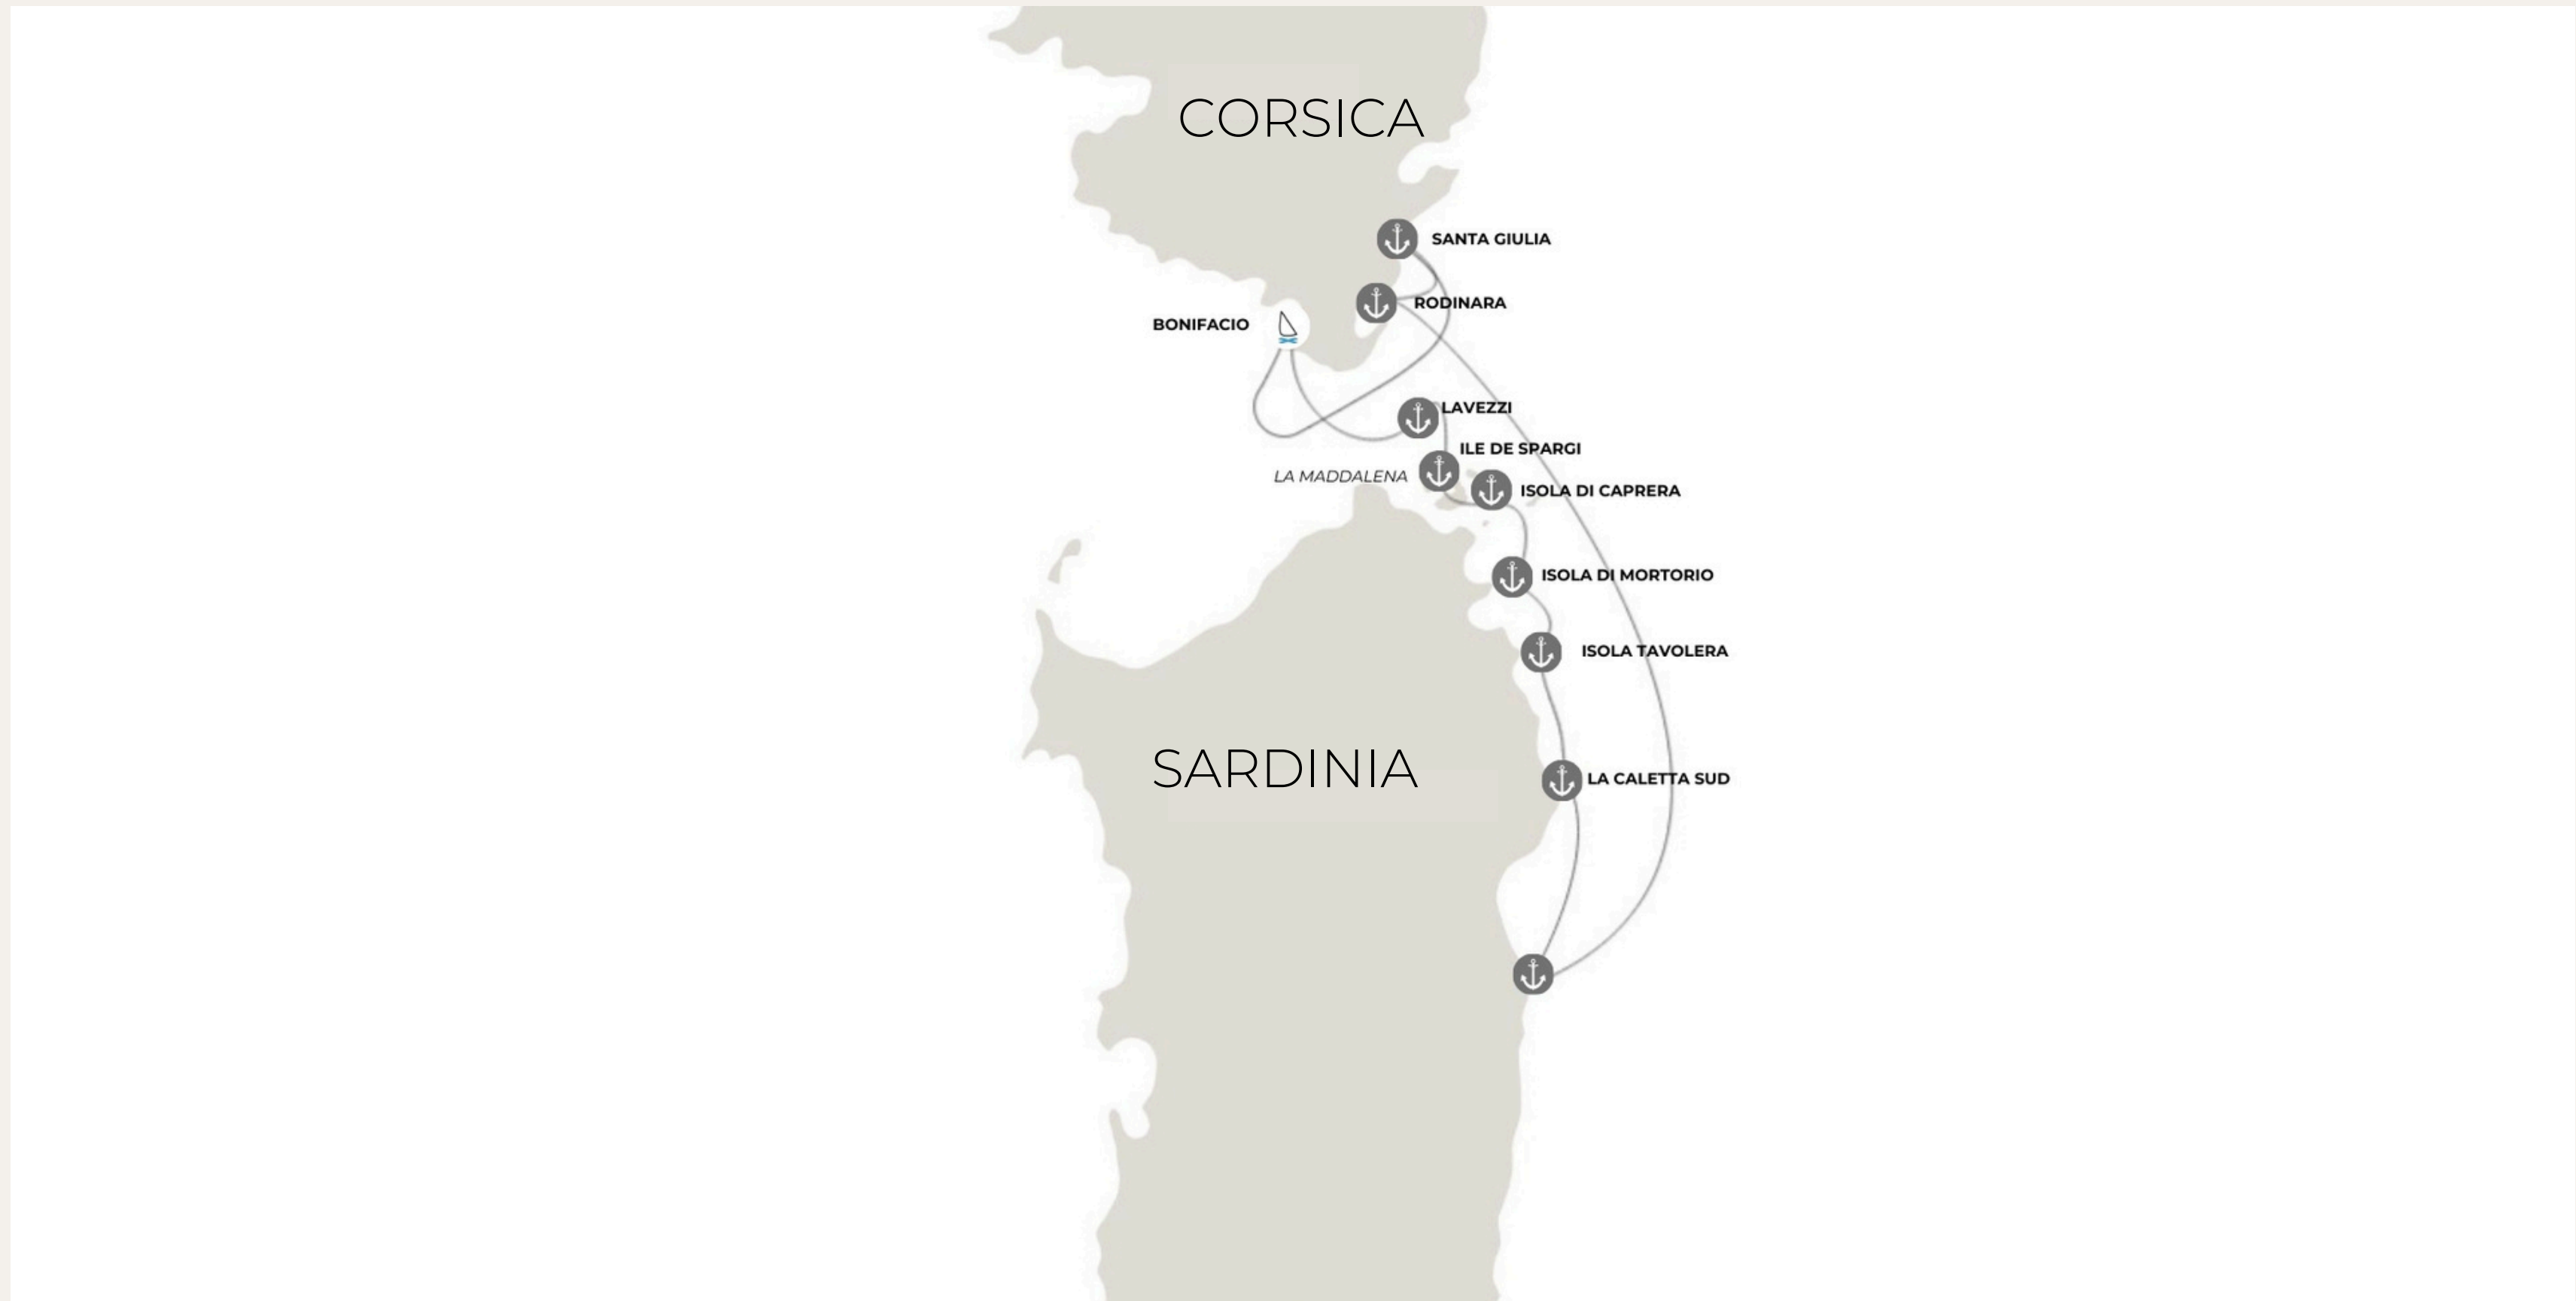 CORSICA
SANTA GIULIA
RODINARA
BONIFACIO
LAVEZZI
ILE DE SPARGI
LA MADDALENA
ISOLA DI CAPRERA
ISOLA DI MORTORIO
ISOLA TAVOLERA
SARDINIA
LA CALETTA SUD